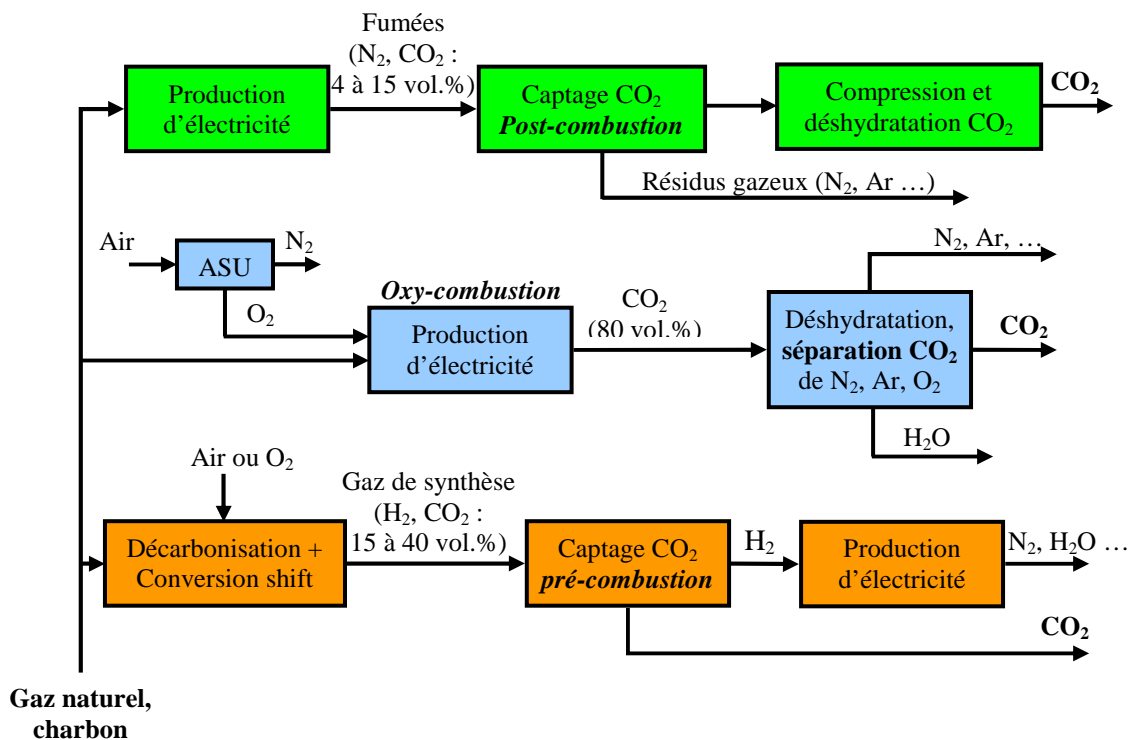 Fumées
(N₂, CO₂ :
4 à 15 vol.%)
Production
d’électricité
Captage CO₂
Post-combustion
Compression et
déshydratation CO₂
CO₂
Résidus gazeux (N₂, Ar …)
Air
ASU
N₂
O₂
Oxy-combustion
Production
d’électricité
CO₂
(80 vol.%)
N₂, Ar, …
Déshydratation,
séparation CO₂
de N₂, Ar, O₂
CO₂
H₂O
Air ou O₂
Gaz de synthèse
(H₂, CO₂ :
15 à 40 vol.%)
Décarbonisation +
Conversion shift
Captage CO₂
pré-combustion
H₂
Production
d’électricité
N₂, H₂O …
CO₂
Gaz naturel,
charbon